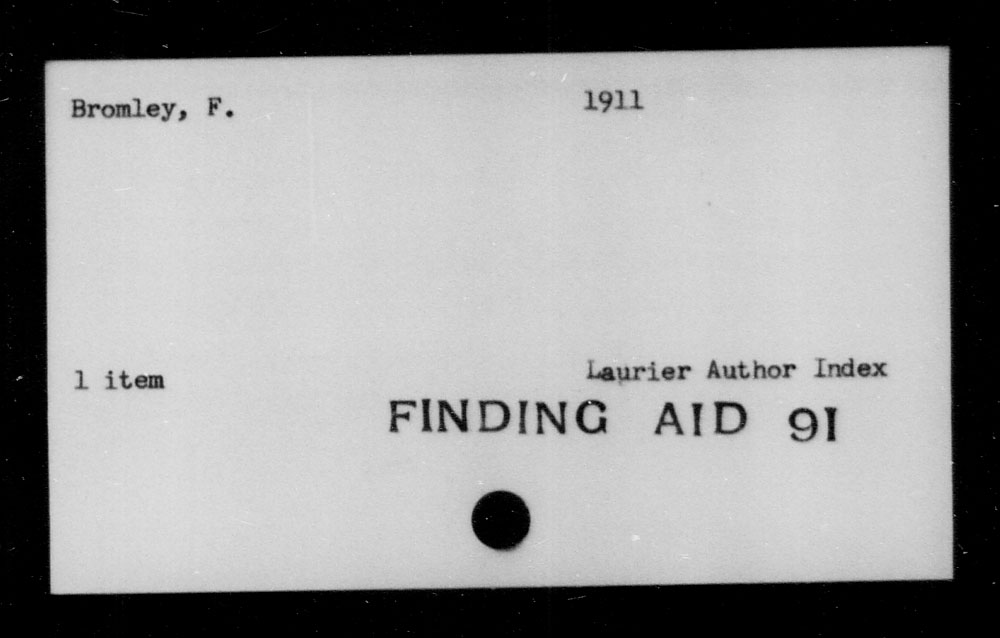 Bromley, F. 1911
1 item
Laurier Author Index
FINDING AID 91